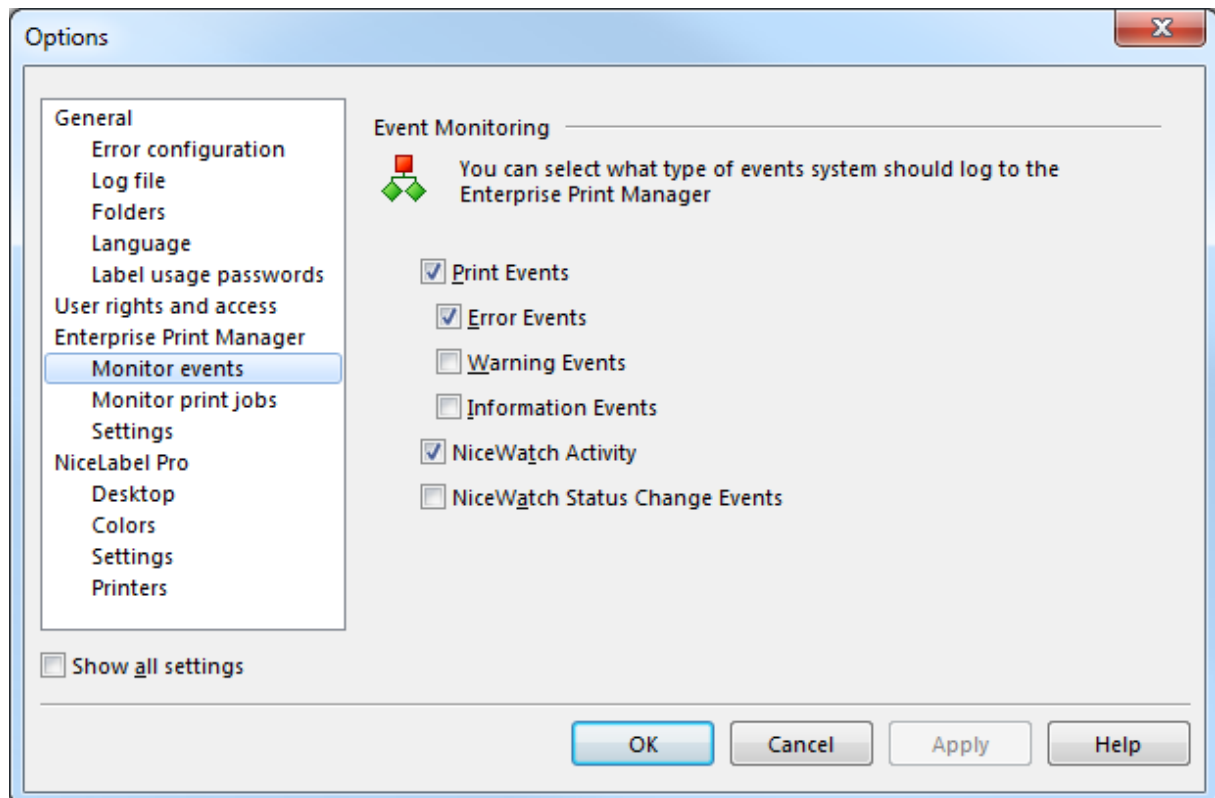 Options
General
Error configuration
Log file
Folders
Language
Label usage passwords
User rights and access
Enterprise Print Manager
Monitor events
Monitor print jobs
Settings
NiceLabel Pro
Desktop
Colors
Settings
Printers
Show all settings
Event Monitoring
You can select what type of events system should log to the
Enterprise Print Manager
Print Events
Error Events
Warning Events
Information Events
NiceWatch Activity
NiceWatch Status Change Events
OK
Cancel
Apply
Help